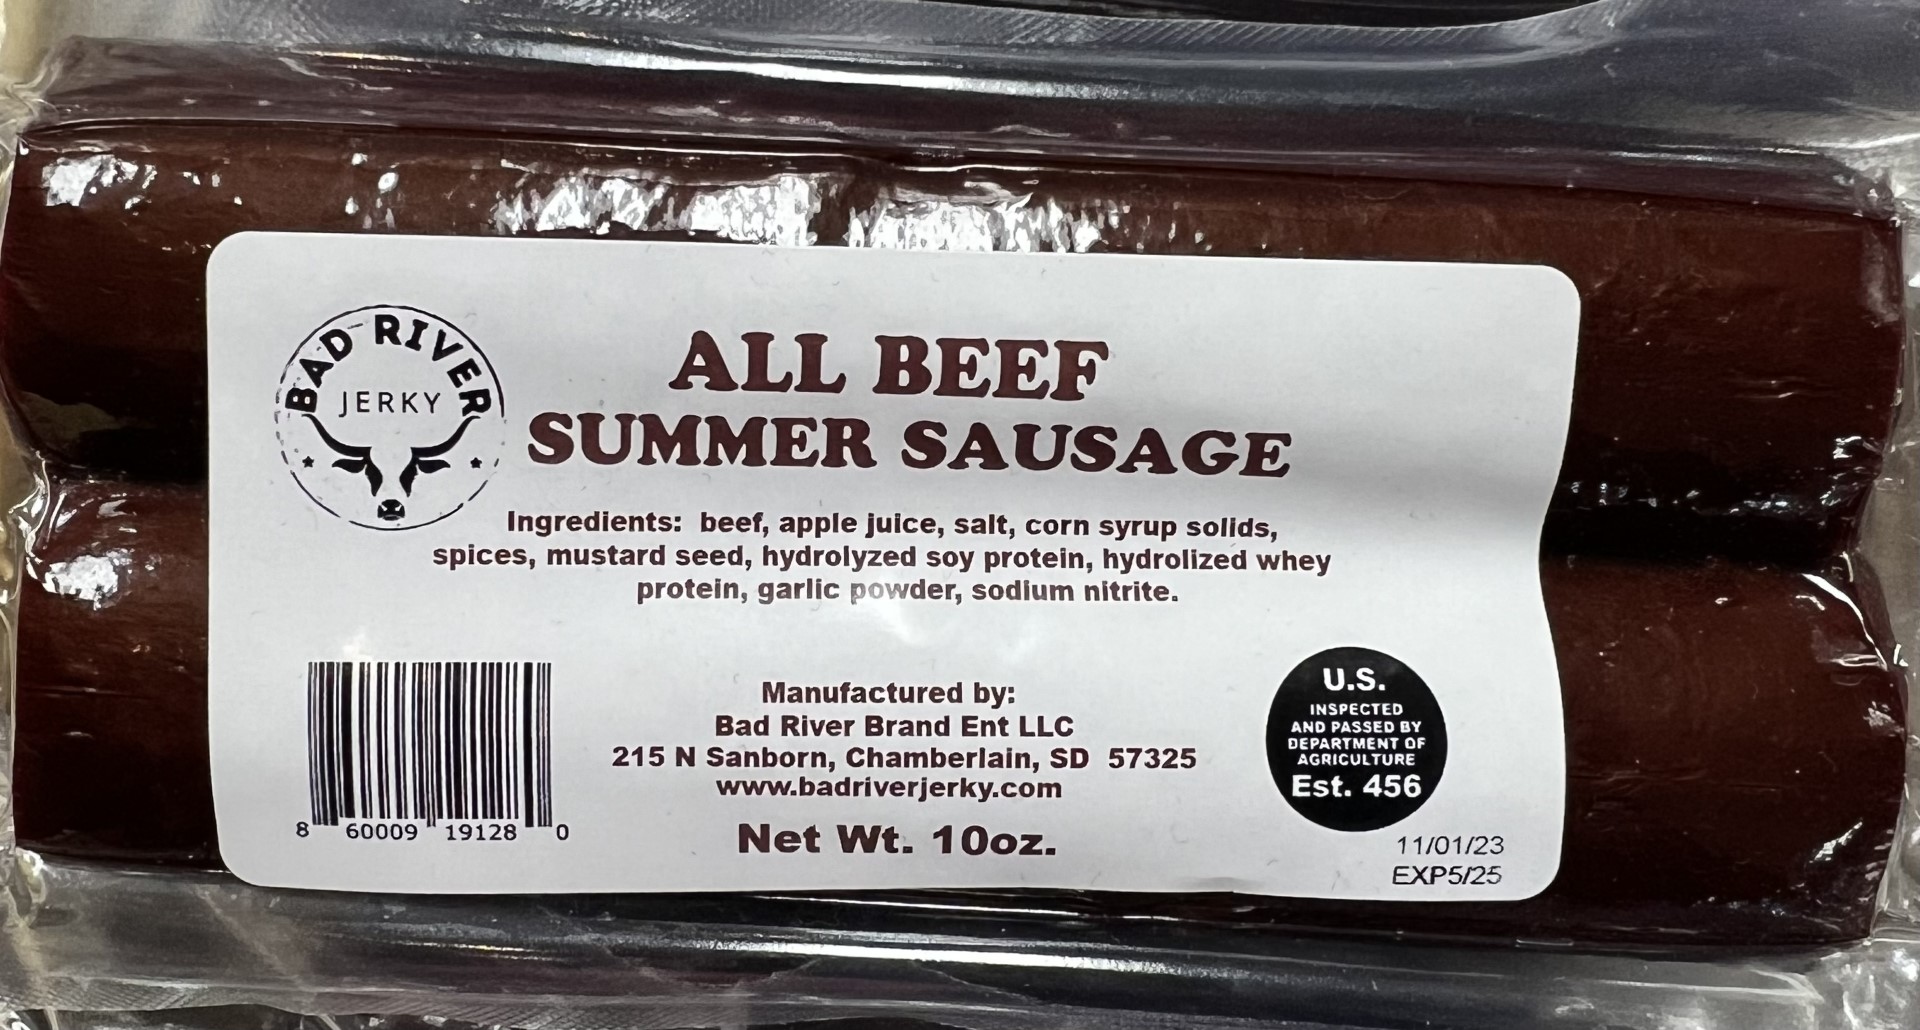 BAD RIVER
JERKY
ALL BEEF
SUMMER SAUSAGE
Ingredients: beef, apple juice, salt, corn syrup solids,
spices, mustard seed, hydrolyzed soy protein, hydrolized whey
protein, garlic powder, sodium nitrite.
Manufactured by:
Bad River Brand Ent LLC
215 N Sanborn, Chamberlain, SD 57325
www.badriverjerky.com
Net Wt. 10oz.
8 60009 19128 0
U.S.
INSPECTED
AND PASSED BY
DEPARTMENT OF
AGRICULTURE
Est. 456
11/01/23
EXP5/25